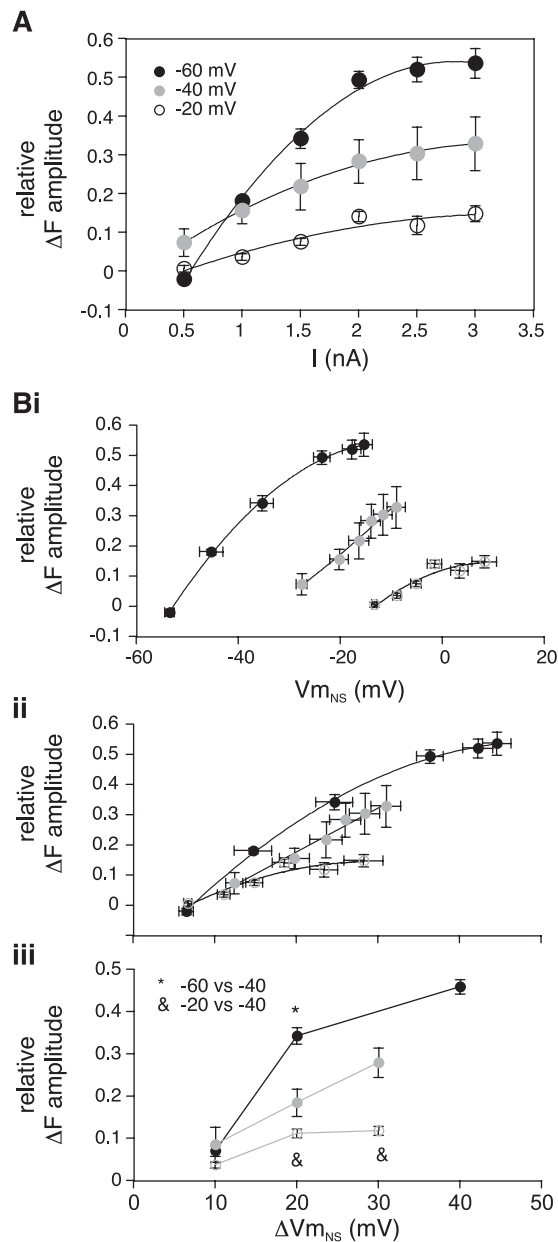 A
relative
ΔF amplitude
0.6
0.5
0.4
0.3
0.2
0.1
0
-0.1
-60 mV
-40 mV
-20 mV
0 0.5 1 1.5 2 2.5 3 3.5
I (nA)
Bi
relative
ΔF amplitude
0.6
0.5
0.4
0.3
0.2
0.1
0
-0.1
-60 -40 -20 0 20
VmNS (mV)
ii
relative
ΔF amplitude
0.6
0.5
0.4
0.3
0.2
0.1
0
iii
relative
ΔF amplitude
0.5
0.4
0.3
0.2
0.1
0
* -60 vs -40
& -20 vs -40
*
&
&
0 10 20 30 40 50
ΔVmNS (mV)